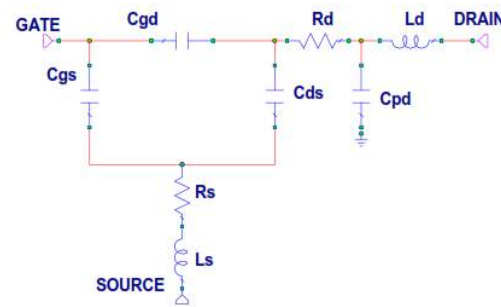 GATE Cgd Rd Ld DRAIN
Cgs Cds Cpd
Rs
Ls
SOURCE